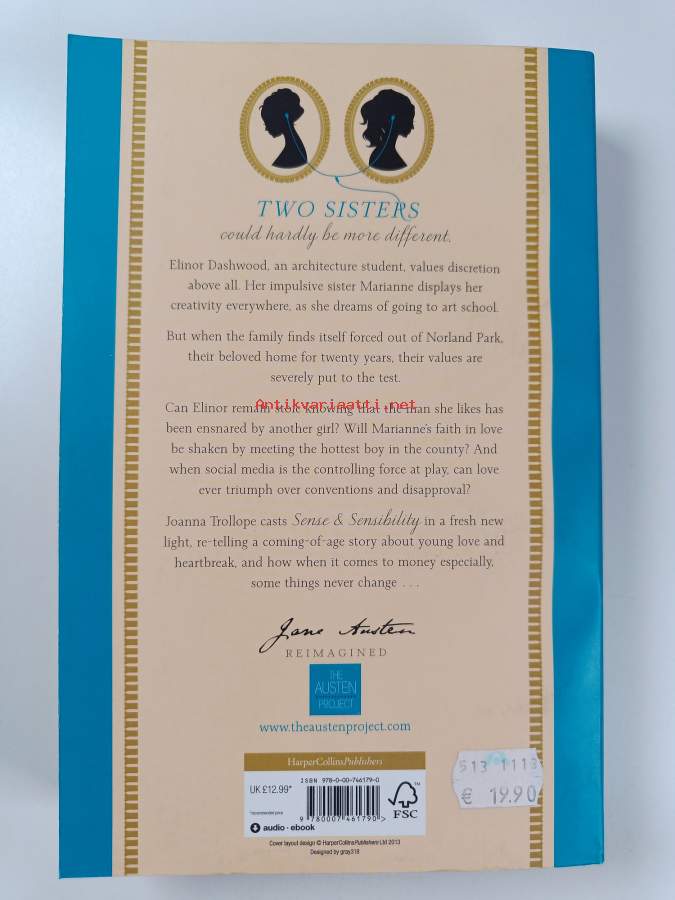 TWO SISTERS
could hardly be more different.
Elinor Dashwood, an architecture student, values discretion
above all. Her impulsive sister Marianne displays her
creativity everywhere, as she dreams of going to art school.
But when the family finds itself forced out of Norland Park,
their beloved home for twenty years, their values are
severely put to the test.
Antikvariaatti.net
Can Elinor remain stoic knowing that the man she likes has
been ensnared by another girl? Will Marianne's faith in love
be shaken by meeting the hottest boy in the county? And
when social media is the controlling force at play, can love
ever triumph over conventions and disapproval?
Joanna Trollope casts Sense & Sensibility in a fresh new
light, re-telling a coming-of-age story about young love and
heartbreak, and how when it comes to money especially,
some things never change . . .
Jane Austen
REIMAGINED
THE
AUSTEN
PROJECT
www.theaustenproject.com
HarperCollinsPublishers
ISBN 978-0-00-746179-0
UK £12.99*
*recommended price
9 780007 461790 >
audio · ebook
FSC
™
513 1113
€ 19.90
Cover layout design © HarperCollinsPublishers Ltd 2013
Designed by gray318